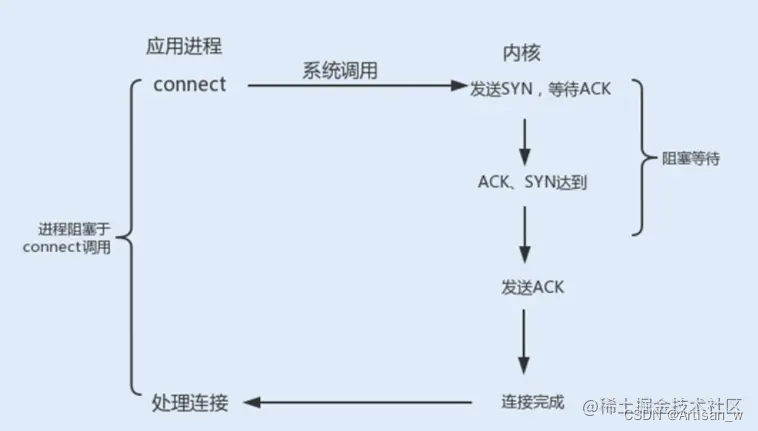 应用进程
内核
connect
系统调用
发送SYN，等待ACK
阻塞等待
ACK、SYN达到
进程阻塞于
connect调用
发送ACK
处理连接
连接完成
@稀土掘金技术社区
CSDN @Artisan_w